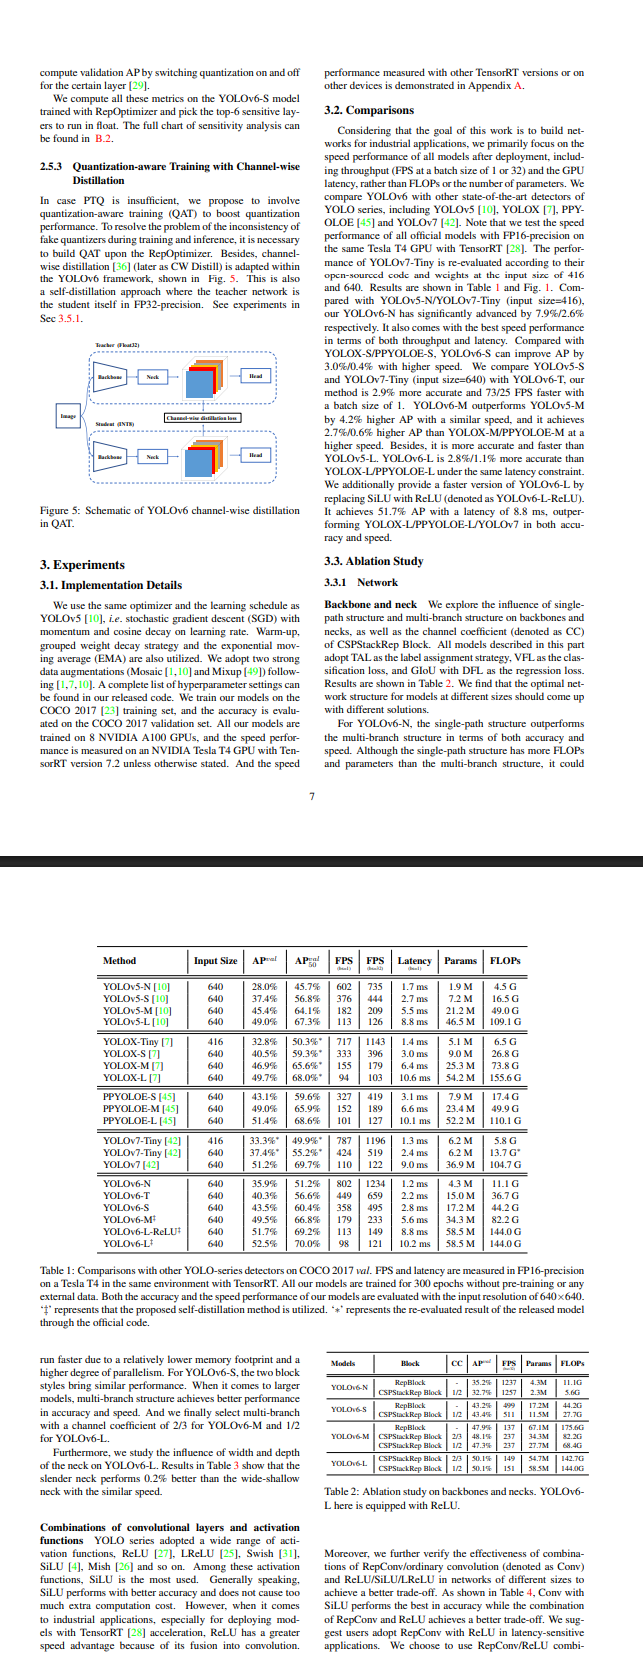 compute validation AP by switching quantization on and off
for the certain layer [29].
We compute all these metrics on the YOLOv6-S model
trained with RepOptimizer and pick the top-6 sensitive lay-
ers to run in float. The full chart of sensitivity analysis can
be found in B.2.
2.5.3 Quantization-aware Training with Channel-wise
Distillation
In case PTQ is insufficient, we propose to involve
quantization-aware training (QAT) to boost quantization
performance. To resolve the problem of the inconsistency of
fake quantizers during training and inference, it is necessary
to build QAT upon the RepOptimizer. Besides, channel-
wise distillation [36] (later as CW Distill) is adapted within
the YOLOv6 framework, shown in Fig. 5. This is also
a self-distillation approach where the teacher network is
the student itself in FP32-precision. See experiments in
Sec 3.5.1.
Teacher (Float32)
Backbone
Neck
Head
Image
Channel-wise distillation loss
Student (INT8)
Backbone
Neck
Head
Figure 5: Schematic of YOLOv6 channel-wise distillation
in QAT.
3. Experiments
3.1. Implementation Details
We use the same optimizer and the learning schedule as
YOLOv5 [10], i.e. stochastic gradient descent (SGD) with
momentum and cosine decay on learning rate. Warm-up,
grouped weight decay strategy and the exponential mov-
ing average (EMA) are also utilized. We adopt two strong
data augmentations (Mosaic [1,10] and Mixup [49]) follow-
ing [1,7,10]. A complete list of hyperparameter settings can
be found in our released code. We train our models on the
COCO 2017 [23] training set, and the accuracy is evalu-
ated on the COCO 2017 validation set. All our models are
trained on 8 NVIDIA A100 GPUs, and the speed perfor-
mance is measured on an NVIDIA Tesla T4 GPU with Ten-
sorRT version 7.2 unless otherwise stated. And the speed
performance measured with other TensorRT versions or on
other devices is demonstrated in Appendix A.
3.2. Comparisons
Considering that the goal of this work is to build net-
works for industrial applications, we primarily focus on the
speed performance of all models after deployment, includ-
ing throughput (FPS at a batch size of 1 or 32) and the GPU
latency, rather than FLOPs or the number of parameters. We
compare YOLOv6 with other state-of-the-art detectors of
YOLO series, including YOLOv5 [10], YOLOX [7], PPY-
OLOE [45] and YOLOv7 [42]. Note that we test the speed
performance of all official models with FP16-precision on
the same Tesla T4 GPU with TensorRT [28]. The perfor-
mance of YOLOv7-Tiny is re-evaluated according to their
open-sourced code and weights at the input size of 416
and 640. Results are shown in Table 1 and Fig. 1. Com-
pared with YOLOv5-N/YOLOv7-Tiny (input size=416),
our YOLOv6-N has significantly advanced by 7.9%/2.6%
respectively. It also comes with the best speed performance
in terms of both throughput and latency. Compared with
YOLOX-S/PPYOLOE-S, YOLOv6-S can improve AP by
3.0%/0.4% with higher speed. We compare YOLOv5-S
and YOLOv7-Tiny (input size=640) with YOLOv6-T, our
method is 2.9% more accurate and 73/25 FPS faster with
a batch size of 1. YOLOv6-M outperforms YOLOv5-M
by 4.2% higher AP with a similar speed, and it achieves
2.7%/0.6% higher AP than YOLOX-M/PPYOLOE-M at a
higher speed. Besides, it is more accurate and faster than
YOLOv5-L. YOLOv6-L is 2.8%/1.1% more accurate than
YOLOX-L/PPYOLOE-L under the same latency constraint.
We additionally provide a faster version of YOLOv6-L by
replacing SiLU with ReLU (denoted as YOLOv6-L-ReLU).
It achieves 51.7% AP with a latency of 8.8 ms, outper-
forming YOLOX-L/PPYOLOE-L/YOLOv7 in both accu-
racy and speed.
3.3. Ablation Study
3.3.1 Network
Backbone and neck We explore the influence of single-
path structure and multi-branch structure on backbones and
necks, as well as the channel coefficient (denoted as CC)
of CSPStackRep Block. All models described in this part
adopt TAL as the label assignment strategy, VFL as the clas-
sification loss, and GIoU with DFL as the regression loss.
Results are shown in Table 2. We find that the optimal net-
work structure for models at different sizes should come up
with different solutions.
For YOLOv6-N, the single-path structure outperforms
the multi-branch structure in terms of both accuracy and
speed. Although the single-path structure has more FLOPs
and parameters than the multi-branch structure, it could
7
Method Input Size APval APval50 FPS (bs=1) FPS (bs=32) Latency (bs=1) Params FLOPs
YOLOv5-N [10] 640 28.0% 45.7% 602 735 1.7 ms 1.9 M 4.5 G
YOLOv5-S [10] 640 37.4% 56.8% 376 444 2.7 ms 7.2 M 16.5 G
YOLOv5-M [10] 640 45.4% 64.1% 182 209 5.5 ms 21.2 M 49.0 G
YOLOv5-L [10] 640 49.0% 67.3% 113 126 8.8 ms 46.5 M 109.1 G
YOLOX-Tiny [7] 416 32.8% 50.3%* 717 1143 1.4 ms 5.1 M 6.5 G
YOLOX-S [7] 640 40.5% 59.3%* 333 396 3.0 ms 9.0 M 26.8 G
YOLOX-M [7] 640 46.9% 65.6%* 155 179 6.4 ms 25.3 M 73.8 G
YOLOX-L [7] 640 49.7% 68.0%* 94 103 10.6 ms 54.2 M 155.6 G
PPYOLOE-S [45] 640 43.1% 59.6% 327 419 3.1 ms 7.9 M 17.4 G
PPYOLOE-M [45] 640 49.0% 65.9% 152 189 6.6 ms 23.4 M 49.9 G
PPYOLOE-L [45] 640 51.4% 68.6% 101 127 10.1 ms 52.2 M 110.1 G
YOLOv7-Tiny [42] 416 33.3%* 49.9%* 787 1196 1.3 ms 6.2 M 5.8 G
YOLOv7-Tiny [42] 640 37.4%* 55.2%* 424 519 2.4 ms 6.2 M 13.7 G*
YOLOv7 [42] 640 51.2% 69.7% 110 122 9.0 ms 36.9 M 104.7 G
YOLOv6-N 640 35.9% 51.2% 802 1234 1.2 ms 4.3 M 11.1 G
YOLOv6-T 640 40.3% 56.6% 449 659 2.2 ms 15.0 M 36.7 G
YOLOv6-S 640 43.5% 60.4% 358 495 2.8 ms 17.2 M 44.2 G
YOLOv6-M‡ 640 49.5% 66.8% 179 233 5.6 ms 34.3 M 82.2 G
YOLOv6-L-ReLU‡ 640 51.7% 69.2% 113 149 8.8 ms 58.5 M 144.0 G
YOLOv6-L‡ 640 52.5% 70.0% 98 121 10.2 ms 58.5 M 144.0 G
Table 1: Comparisons with other YOLO-series detectors on COCO 2017 val. FPS and latency are measured in FP16-precision
on a Tesla T4 in the same environment with TensorRT. All our models are trained for 300 epochs without pre-training or any
external data. Both the accuracy and the speed performance of our models are evaluated with the input resolution of 640×640.
‘‡’ represents that the proposed self-distillation method is utilized. ‘∗’ represents the re-evaluated result of the released model
through the official code.
run faster due to a relatively lower memory footprint and a
higher degree of parallelism. For YOLOv6-S, the two block
styles bring similar performance. When it comes to larger
models, multi-branch structure achieves better performance
in accuracy and speed. And we finally select multi-branch
with a channel coefficient of 2/3 for YOLOv6-M and 1/2
for YOLOv6-L.
Furthermore, we study the influence of width and depth
of the neck on YOLOv6-L. Results in Table 3 show that the
slender neck performs 0.2% better than the wide-shallow
neck with the similar speed.
Combinations of convolutional layers and activation
functions YOLO series adopted a wide range of acti-
vation functions, ReLU [27], LReLU [25], Swish [31],
SiLU [4], Mish [26] and so on. Among these activation
functions, SiLU is the most used. Generally speaking,
SiLU performs with better accuracy and does not cause too
much extra computation cost. However, when it comes
to industrial applications, especially for deploying mod-
els with TensorRT [28] acceleration, ReLU has a greater
speed advantage because of its fusion into convolution.
Models Block CC APval FPS (bs=32) Params FLOPs
YOLOv6-N RepBlock - 35.2% 1237 4.3M 11.1G
CSPStackRep Block 1/2 32.7% 1257 2.3M 5.6G
YOLOv6-S RepBlock - 43.2% 499 17.2M 44.2G
CSPStackRep Block 1/2 43.4% 511 11.5M 27.7G
YOLOv6-M RepBlock - 47.9% 137 67.1M 175.6G
CSPStackRep Block 2/3 48.1% 237 34.3M 82.2G
CSPStackRep Block 1/2 47.3% 237 27.7M 68.4G
YOLOv6-L CSPStackRep Block 2/3 50.1% 149 54.7M 142.7G
CSPStackRep Block 1/2 50.1% 151 58.5M 144.0G
Table 2: Ablation study on backbones and necks. YOLOv6-
L here is equipped with ReLU.
Moreover, we further verify the effectiveness of combina-
tions of RepConv/ordinary convolution (denoted as Conv)
and ReLU/SiLU/LReLU in networks of different sizes to
achieve a better trade-off. As shown in Table 4, Conv with
SiLU performs the best in accuracy while the combination
of RepConv and ReLU achieves a better trade-off. We sug-
gest users adopt RepConv with ReLU in latency-sensitive
applications. We choose to use RepConv/ReLU combi-